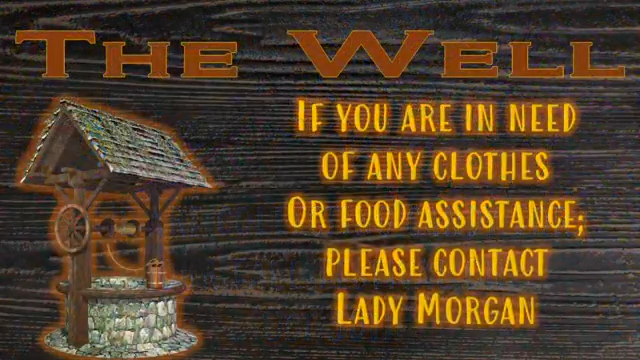 The Well
If you are in need
of any clothes
Or food assistance;
please contact
Lady Morgan